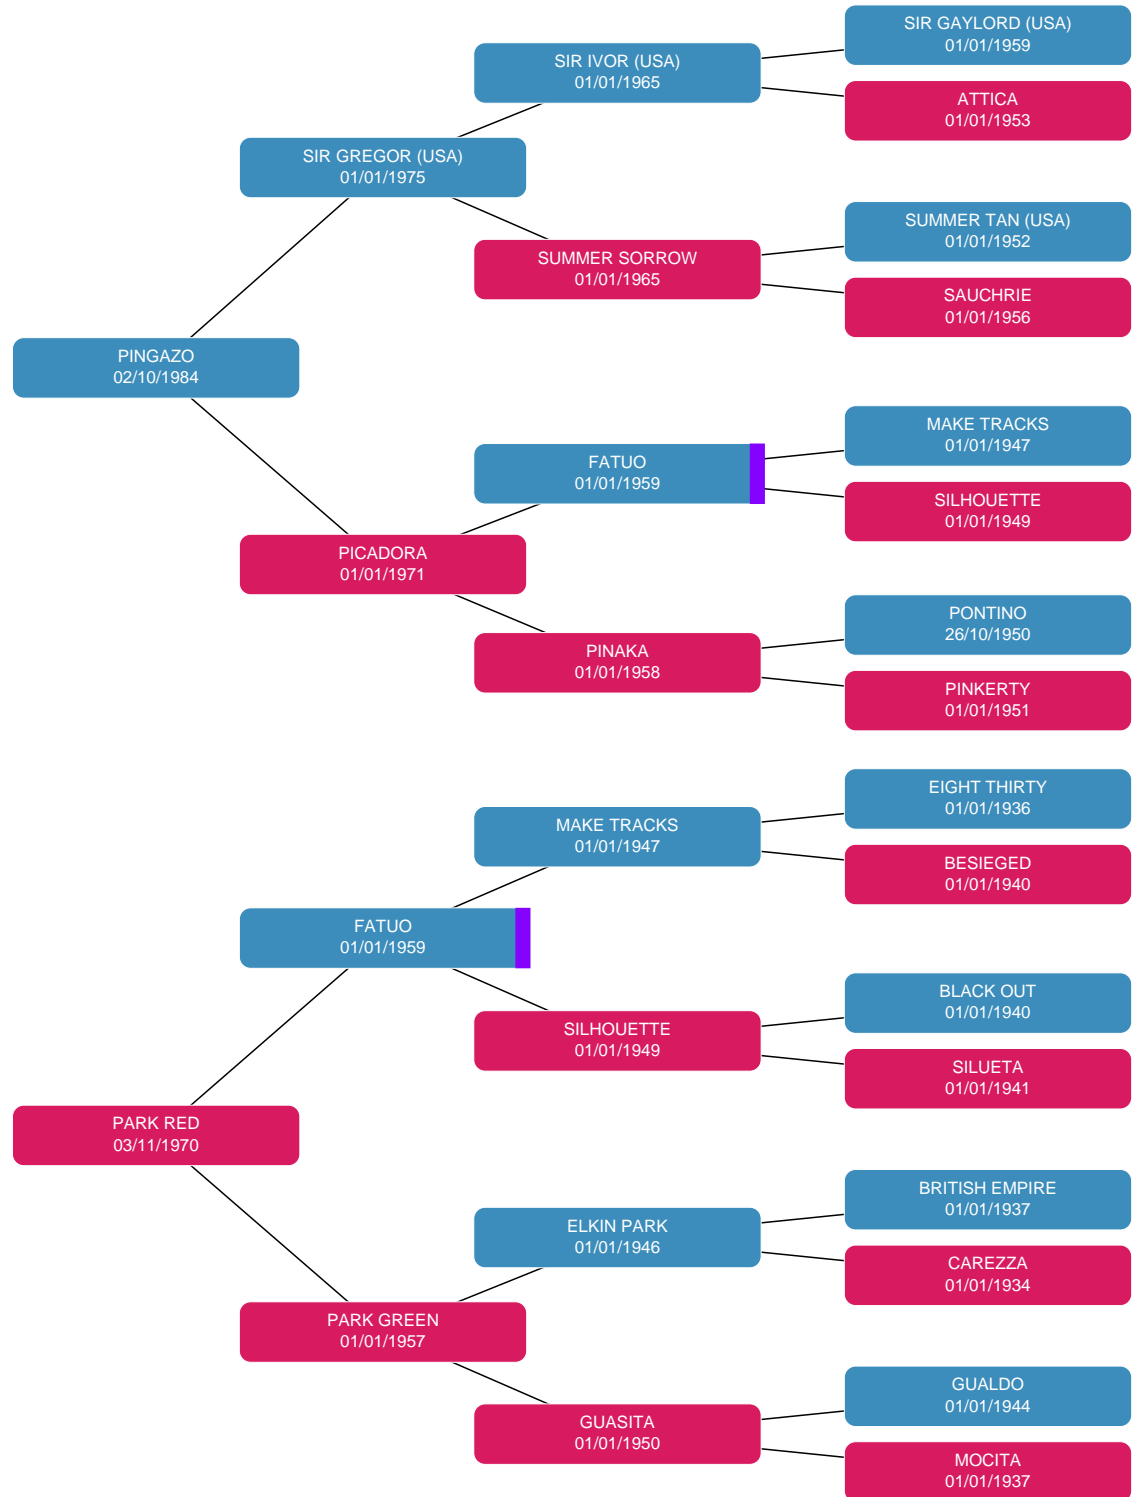 SIR GAYLORD (USA)
01/01/1959
SIR IVOR (USA)
01/01/1965
ATTICA
01/01/1953
SIR GREGOR (USA)
01/01/1975
SUMMER TAN (USA)
01/01/1952
SUMMER SORROW
01/01/1965
SAUCHRIE
01/01/1956
PINGAZO
02/10/1984
MAKE TRACKS
01/01/1947
FATUO
01/01/1959
SILHOUETTE
01/01/1949
PICADORA
01/01/1971
PONTINO
26/10/1950
PINAKA
01/01/1958
PINKERTY
01/01/1951
EIGHT THIRTY
01/01/1936
MAKE TRACKS
01/01/1947
BESIEGED
01/01/1940
FATUO
01/01/1959
BLACK OUT
01/01/1940
SILHOUETTE
01/01/1949
SILUETA
01/01/1941
PARK RED
03/11/1970
BRITISH EMPIRE
01/01/1937
ELKIN PARK
01/01/1946
CAREZZA
01/01/1934
PARK GREEN
01/01/1957
GUALDO
01/01/1944
GUASITA
01/01/1950
MOCITA
01/01/1937